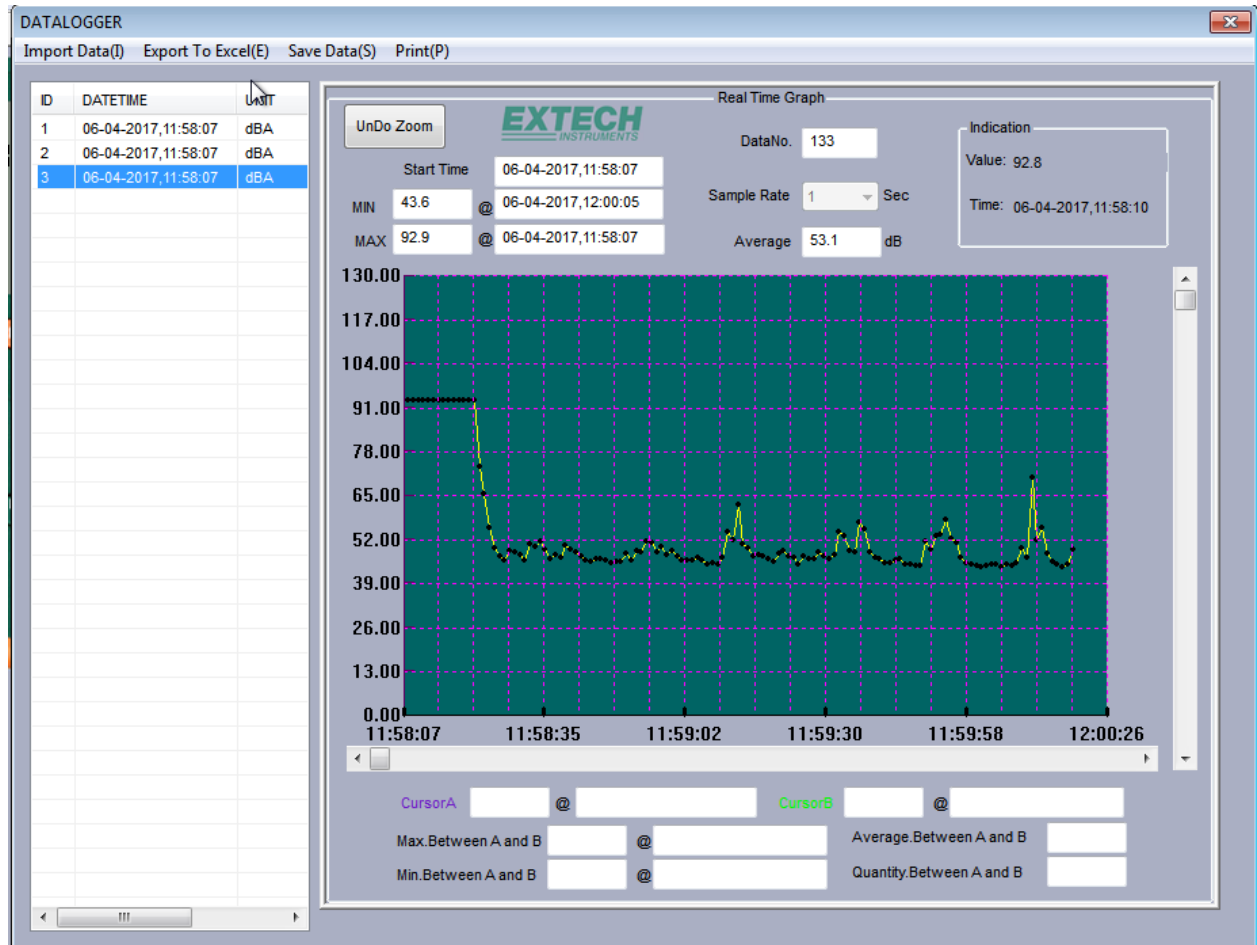 DATALOGGER
Import Data(I) Export To Excel(E) Save Data(S) Print(P)
ID DATETIME UNIT
1 06-04-2017,11:58:07 dBA
2 06-04-2017,11:58:07 dBA
3 06-04-2017,11:58:07 dBA
Real Time Graph
UnDo Zoom
EXTECH
INSTRUMENTS
DataNo. 133
Indication
Value: 92.8
Time: 06-04-2017,11:58:10
Start Time 06-04-2017,11:58:07
Sample Rate 1 Sec
MIN 43.6 @ 06-04-2017,12:00:05
MAX 92.9 @ 06-04-2017,11:58:07
Average 53.1 dB
130.00
117.00
104.00
91.00
78.00
65.00
52.00
39.00
26.00
13.00
0.00
11:58:07 11:58:35 11:59:02 11:59:30 11:59:58 12:00:26
CursorA @ CursorB @
Max.Between A and B @ Average.Between A and B
Min.Between A and B @ Quantity.Between A and B